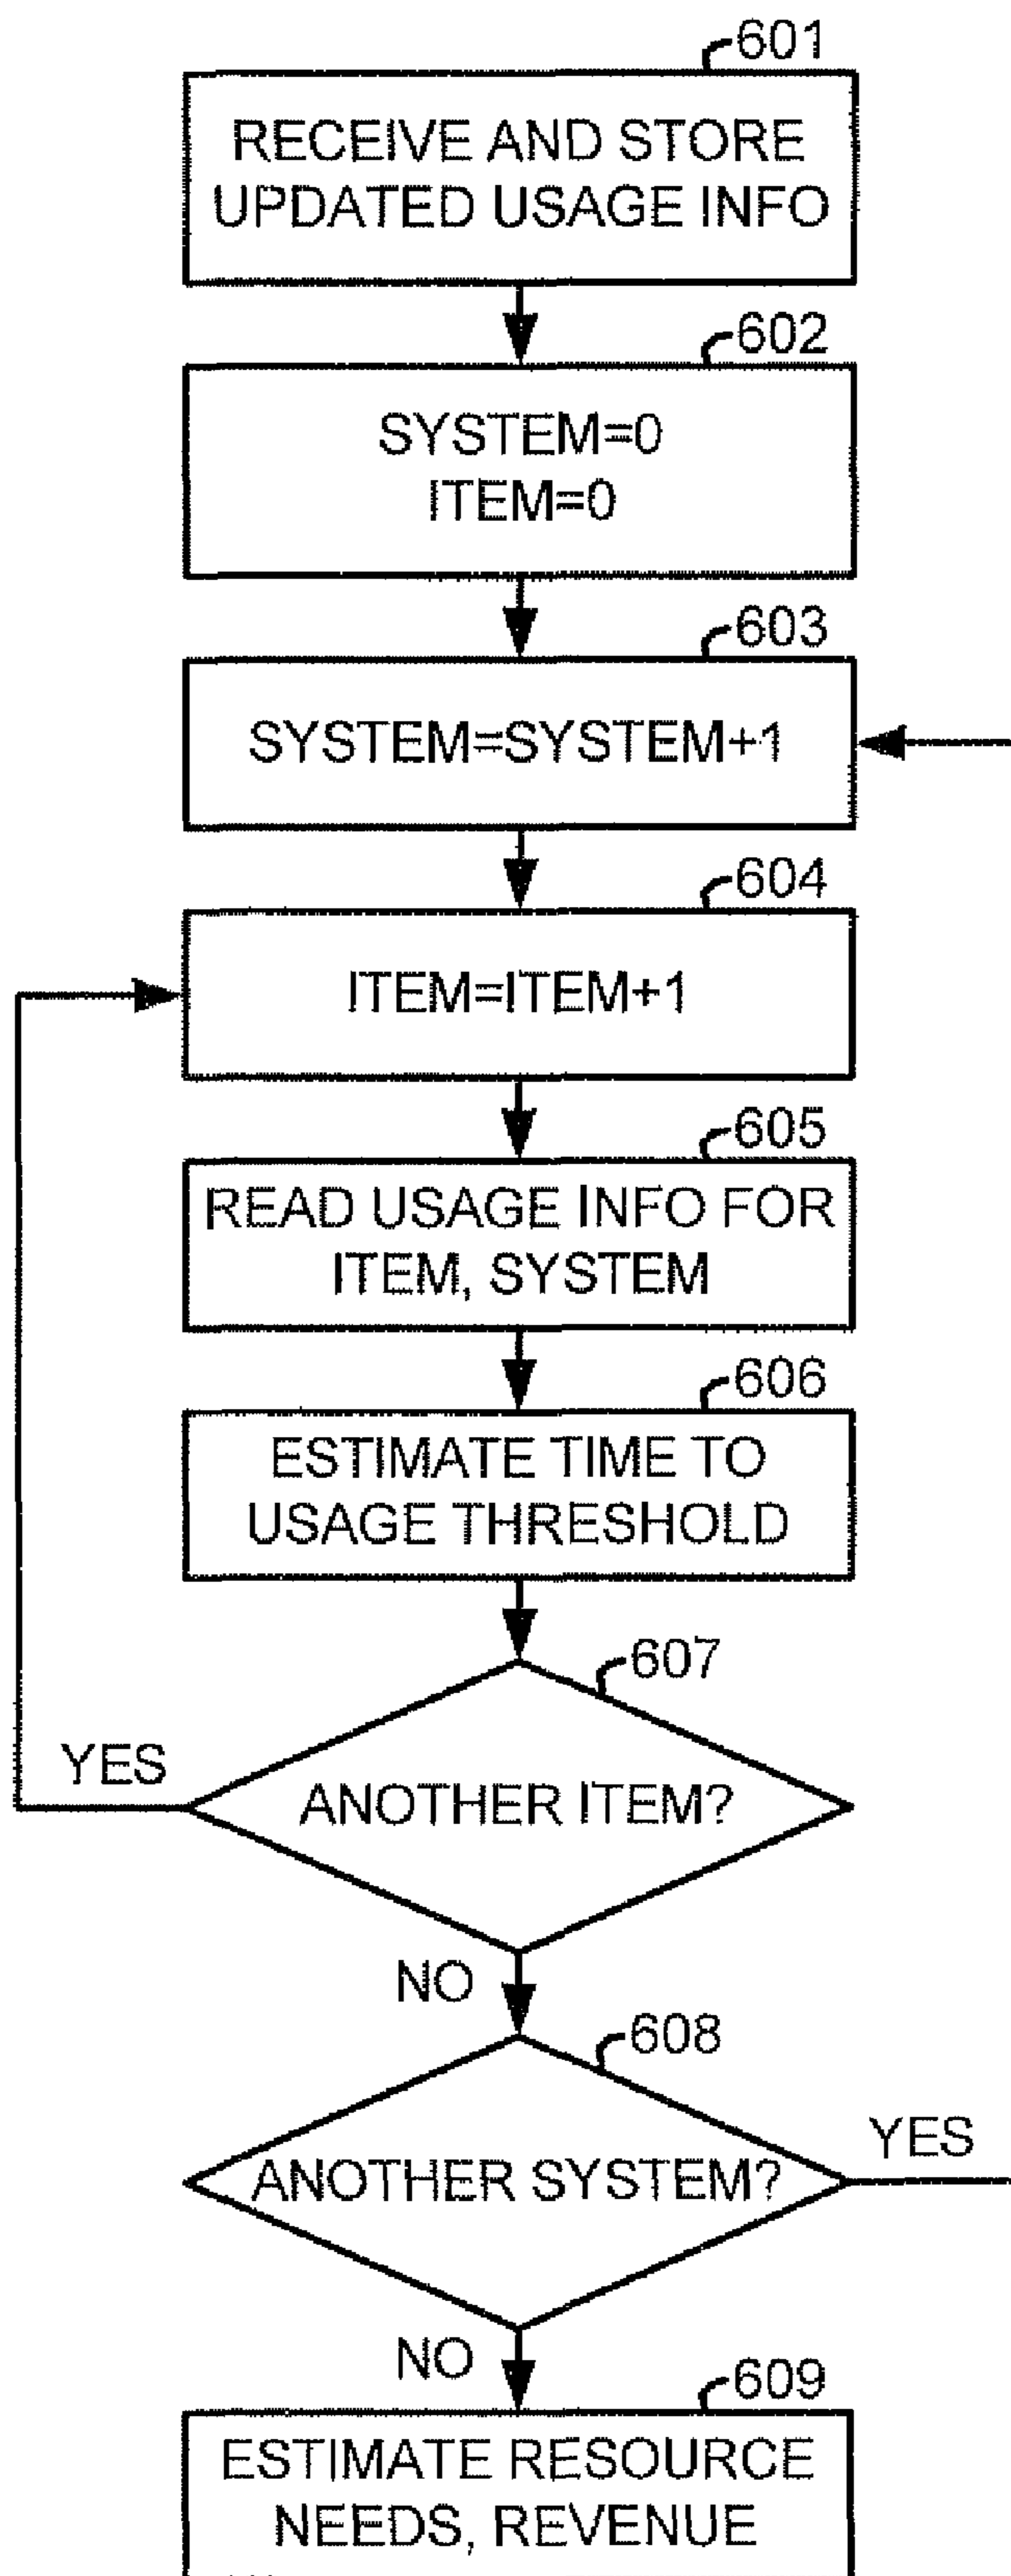 601
RECEIVE AND STORE
UPDATED USAGE INFO
602
SYSTEM=0
ITEM=0
603
SYSTEM=SYSTEM+1
604
ITEM=ITEM+1
605
READ USAGE INFO FOR
ITEM, SYSTEM
606
ESTIMATE TIME TO
USAGE THRESHOLD
607
YES
ANOTHER ITEM?
NO
608
YES
ANOTHER SYSTEM?
NO
609
ESTIMATE RESOURCE
NEEDS, REVENUE